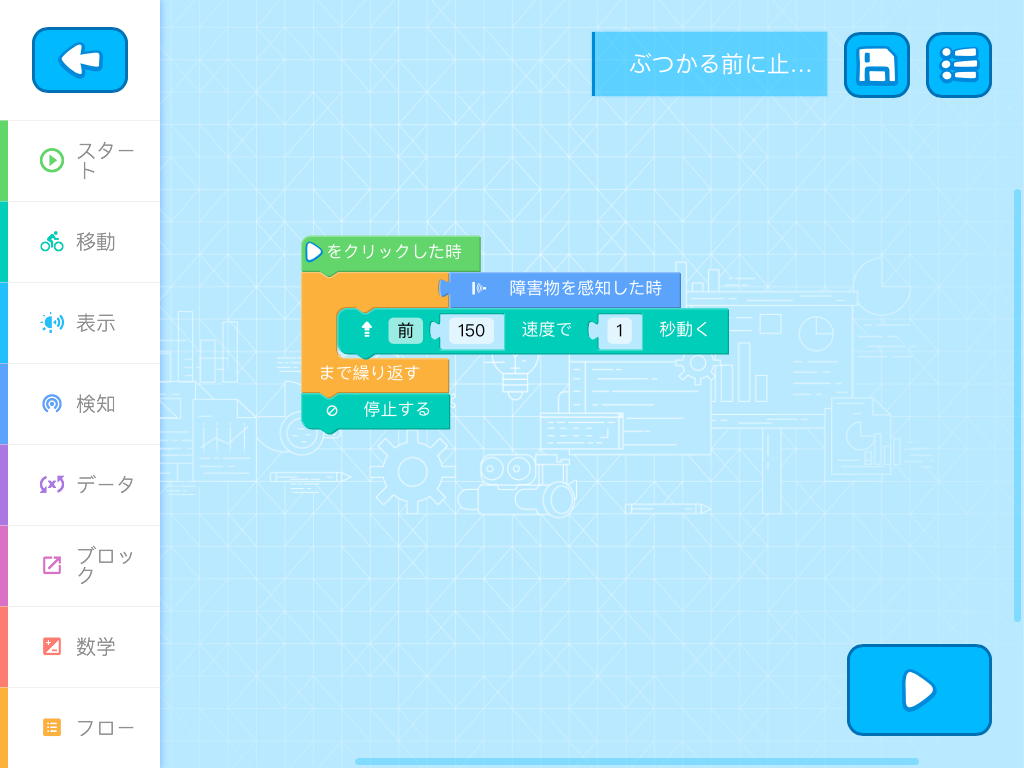 ぶつかる前に止...
スター
ト
移動
表示
検知
データ
ブロッ
ク
数学
フロー
をクリックした時
障害物を感知した時
前 150 速度で 1 秒動く
まで繰り返す
停止する